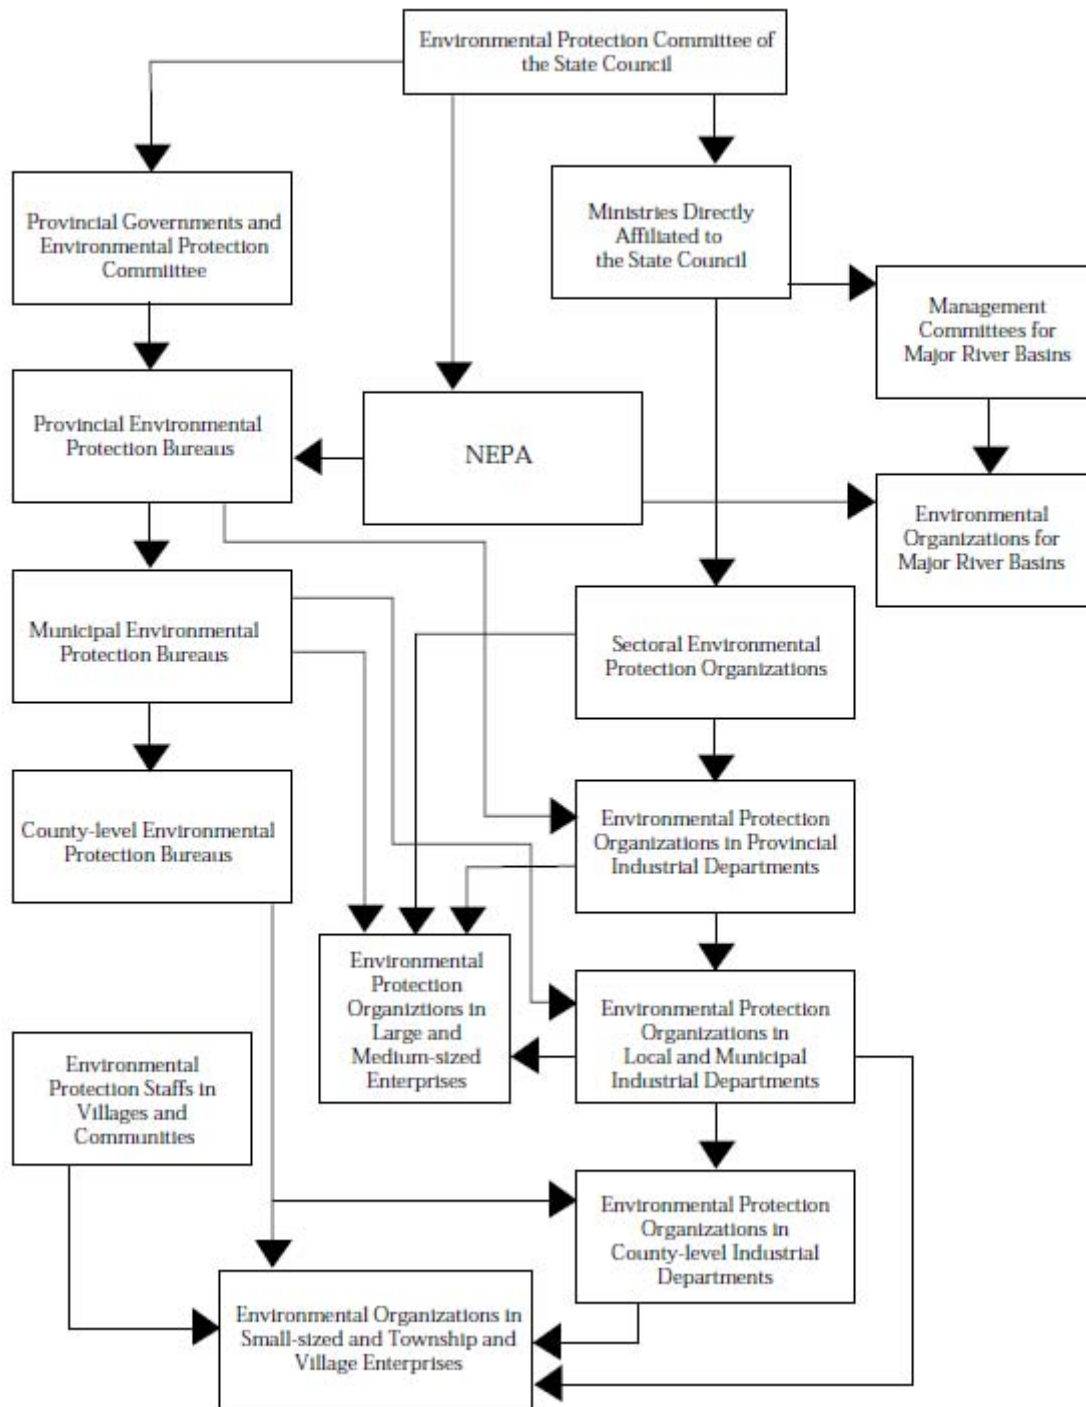 Environmental Protection Committee of
the State Council
Provincial Governments and
Environmental Protection
Commiittee
Ministries Directly
Affiliated to
the State Council
Management
Committees for
Major River Basins
Provincial Environmental
Protection Bureaus
NEPA
Environmental
Organizations for
Major River Basins
Municipal Environmental
Protection Bureaus
Sectoral Environmental
Protection Organizations
County-level Environmental
Protection Bureaus
Environmental Protection
Organizations in Provincial
Industrial Departments
Environmental
Protection
Organiztions in
Large and
Medium-sized
Enterprises
Environmental Protection
Organizations in
Local and Municipal
Industrial Departments
Environmental
Protection Staffs in
Villages and
Communities
Environmental Protection
Organizations in
County-level Industrial
Departments
Environmental Organizations in
Small-sized and Township and
Village Enterprises